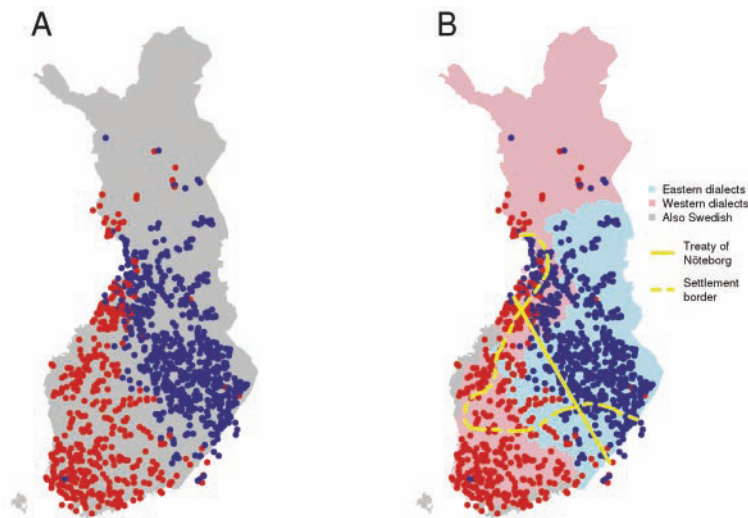 A
B
Eastern dialects
Western dialects
Also Swedish
Treaty of
Nöteborg
Settlement
border